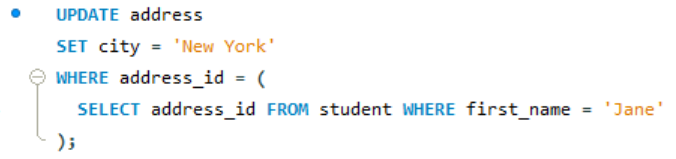 UPDATE address
SET city = 'New York'
WHERE address_id = (
SELECT address_id FROM student WHERE first_name = 'Jane'
);